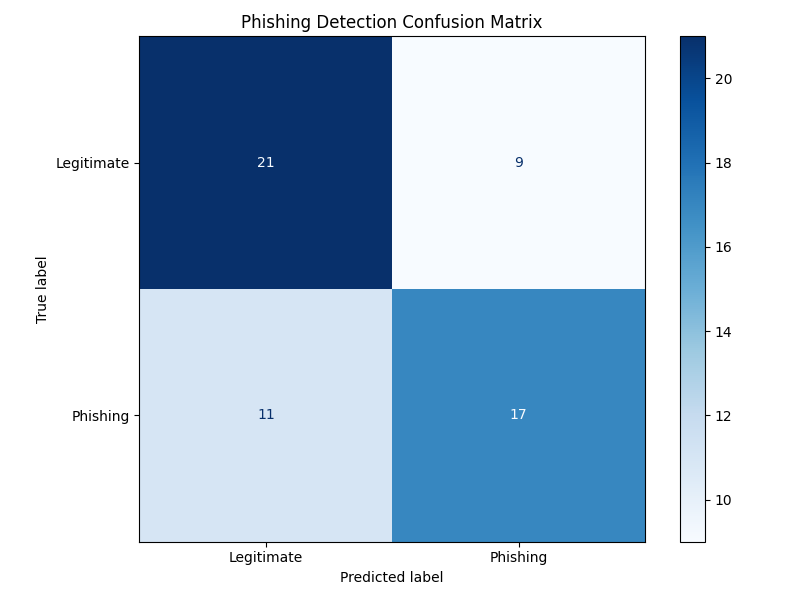 Phishing Detection Confusion Matrix
True label
Legitimate
21
9
Phishing
11
17
Legitimate
Phishing
Predicted label
20
18
16
14
12
10